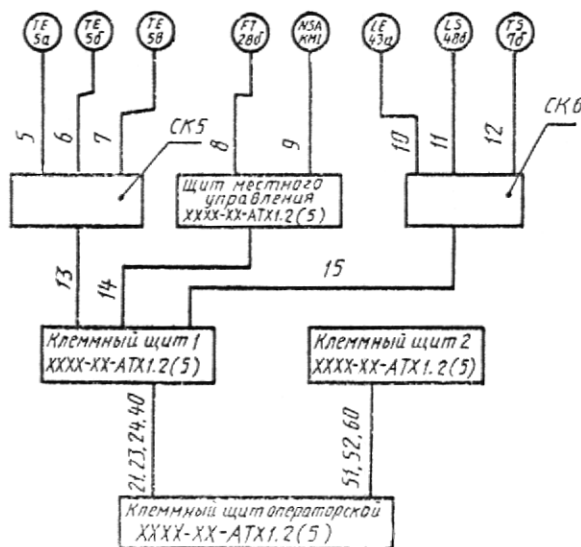 TE 5а
TE 5б
TE 5в
FT 28б
NSA KM1
LE 43а
LS 48б
TS 7б
5
6
7
СК5
8
9
10
11
12
СК6
Щит местного
управления
XXXX-XX-АТХ1.2(5)
13
14
15
Клеммный щит 1
XXXX-XX-АТХ1.2(5)
Клеммный щит 2
XXXX-XX-АТХ1.2(5)
21,23,24,40
51,52,60
Клеммный щит операторской
XXXX-XX-АТХ1.2(5)